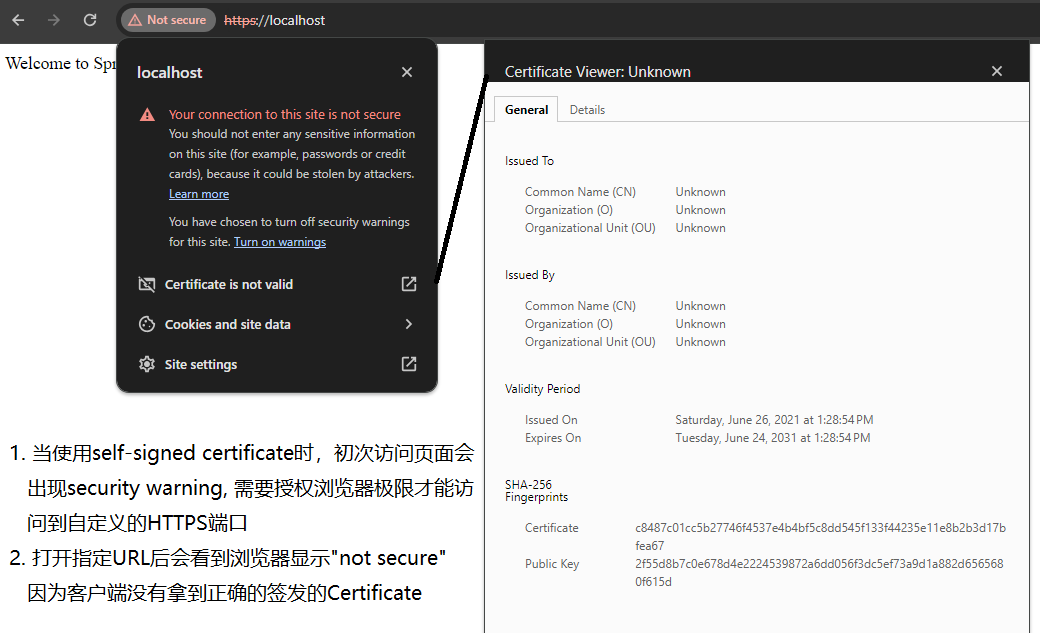 Not secure https://localhost
Welcome to Spr
localhost
Your connection to this site is not secure
You should not enter any sensitive information
on this site (for example, passwords or credit
cards), because it could be stolen by attackers.
Learn more
You have chosen to turn off security warnings
for this site. Turn on warnings
Certificate is not valid
Cookies and site data
Site settings
Certificate Viewer: Unknown
General Details
Issued To
Common Name (CN) Unknown
Organization (O) Unknown
Organizational Unit (OU) Unknown
Issued By
Common Name (CN) Unknown
Organization (O) Unknown
Organizational Unit (OU) Unknown
Validity Period
Issued On Saturday, June 26, 2021 at 1:28:54 PM
Expires On Tuesday, June 24, 2031 at 1:28:54 PM
SHA-256
Fingerprints
Certificate c8487c01cc5b27746f4537e4b4bf5c8dd545f133f44235e11e8b2b3d17b
fea67
Public Key 2f55d8b7c0e678d4e2224539872a6dd056f3dc5ef73a9d1a882d656568
0f615d
1. 当使用self-signed certificate时，初次访问页面会
出现security warning, 需要授权浏览器极限才能访
问到自定义的HTTPS端口
2. 打开指定URL后会看到浏览器显示"not secure"
因为客户端没有拿到正确的签发的Certificate